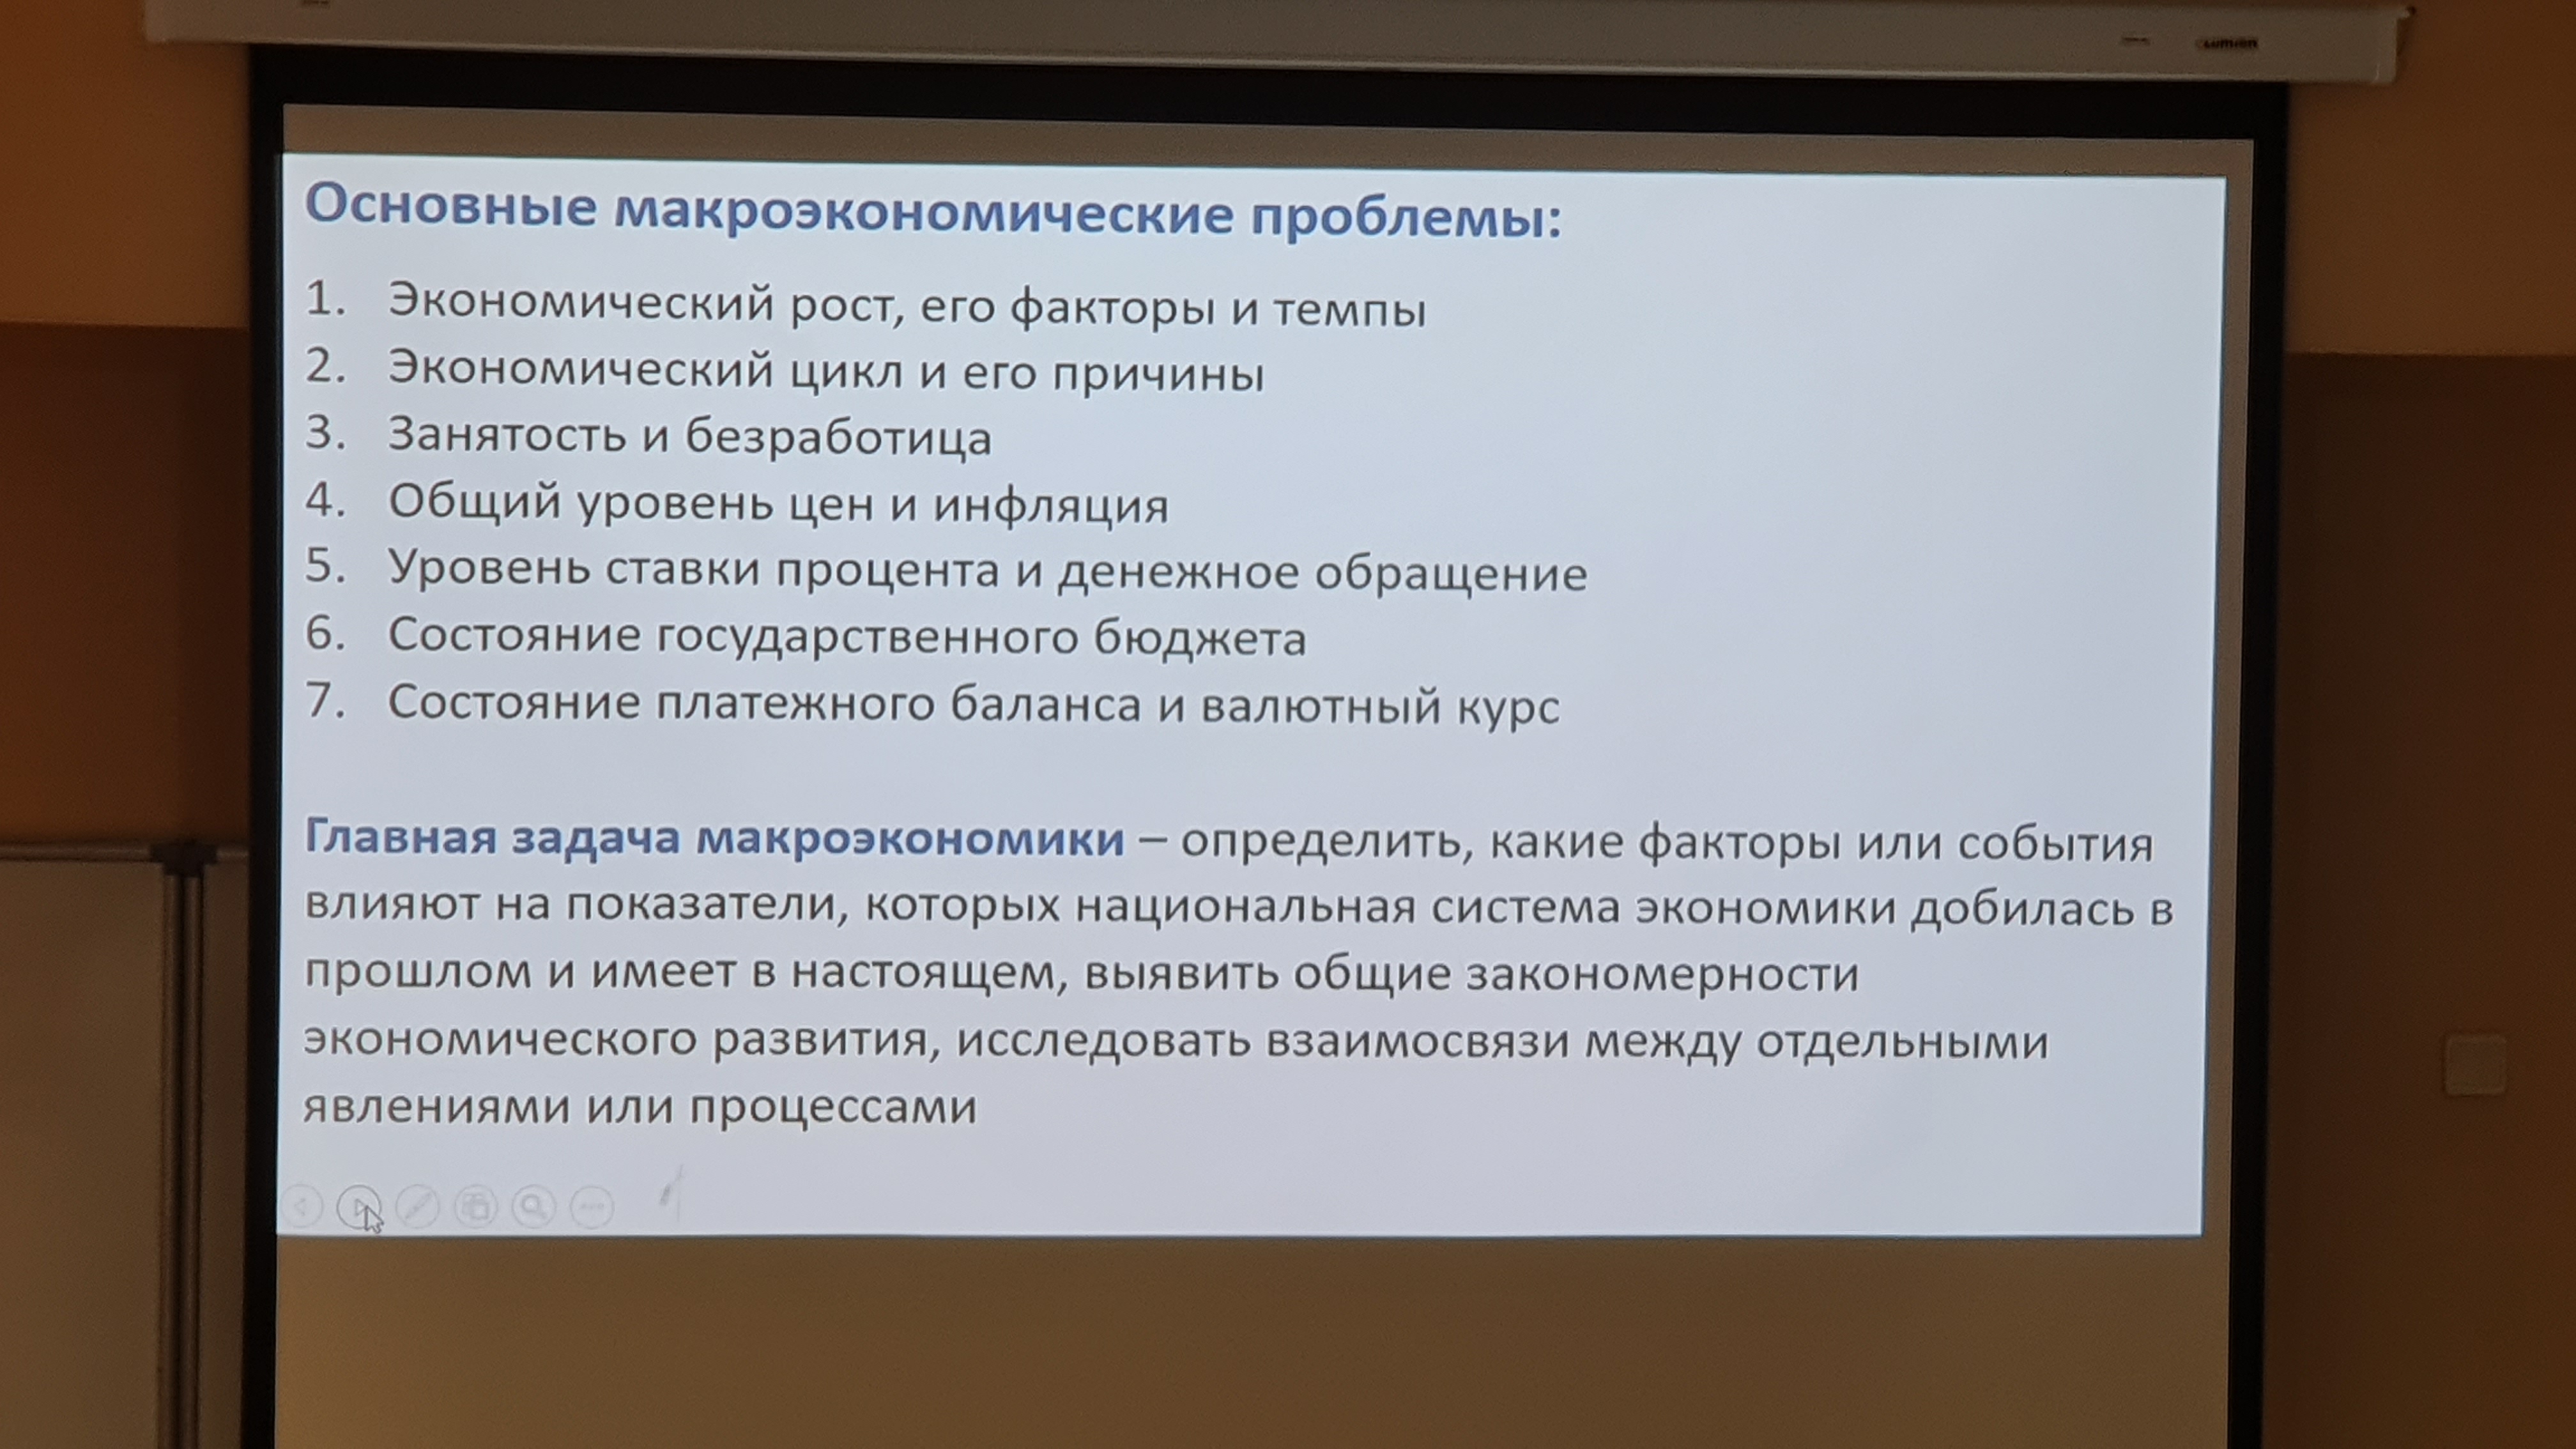 Lumien
Основные макроэкономические проблемы:
1. Экономический рост, его факторы и темпы
2. Экономический цикл и его причины
3. Занятость и безработица
4. Общий уровень цен и инфляция
5. Уровень ставки процента и денежное обращение
6. Состояние государственного бюджета
7. Состояние платежного баланса и валютный курс
Главная задача макроэкономики – определить, какие факторы или события
влияют на показатели, которых национальная система экономики добилась в
прошлом и имеет в настоящем, выявить общие закономерности
экономического развития, исследовать взаимосвязи между отдельными
явлениями или процессами